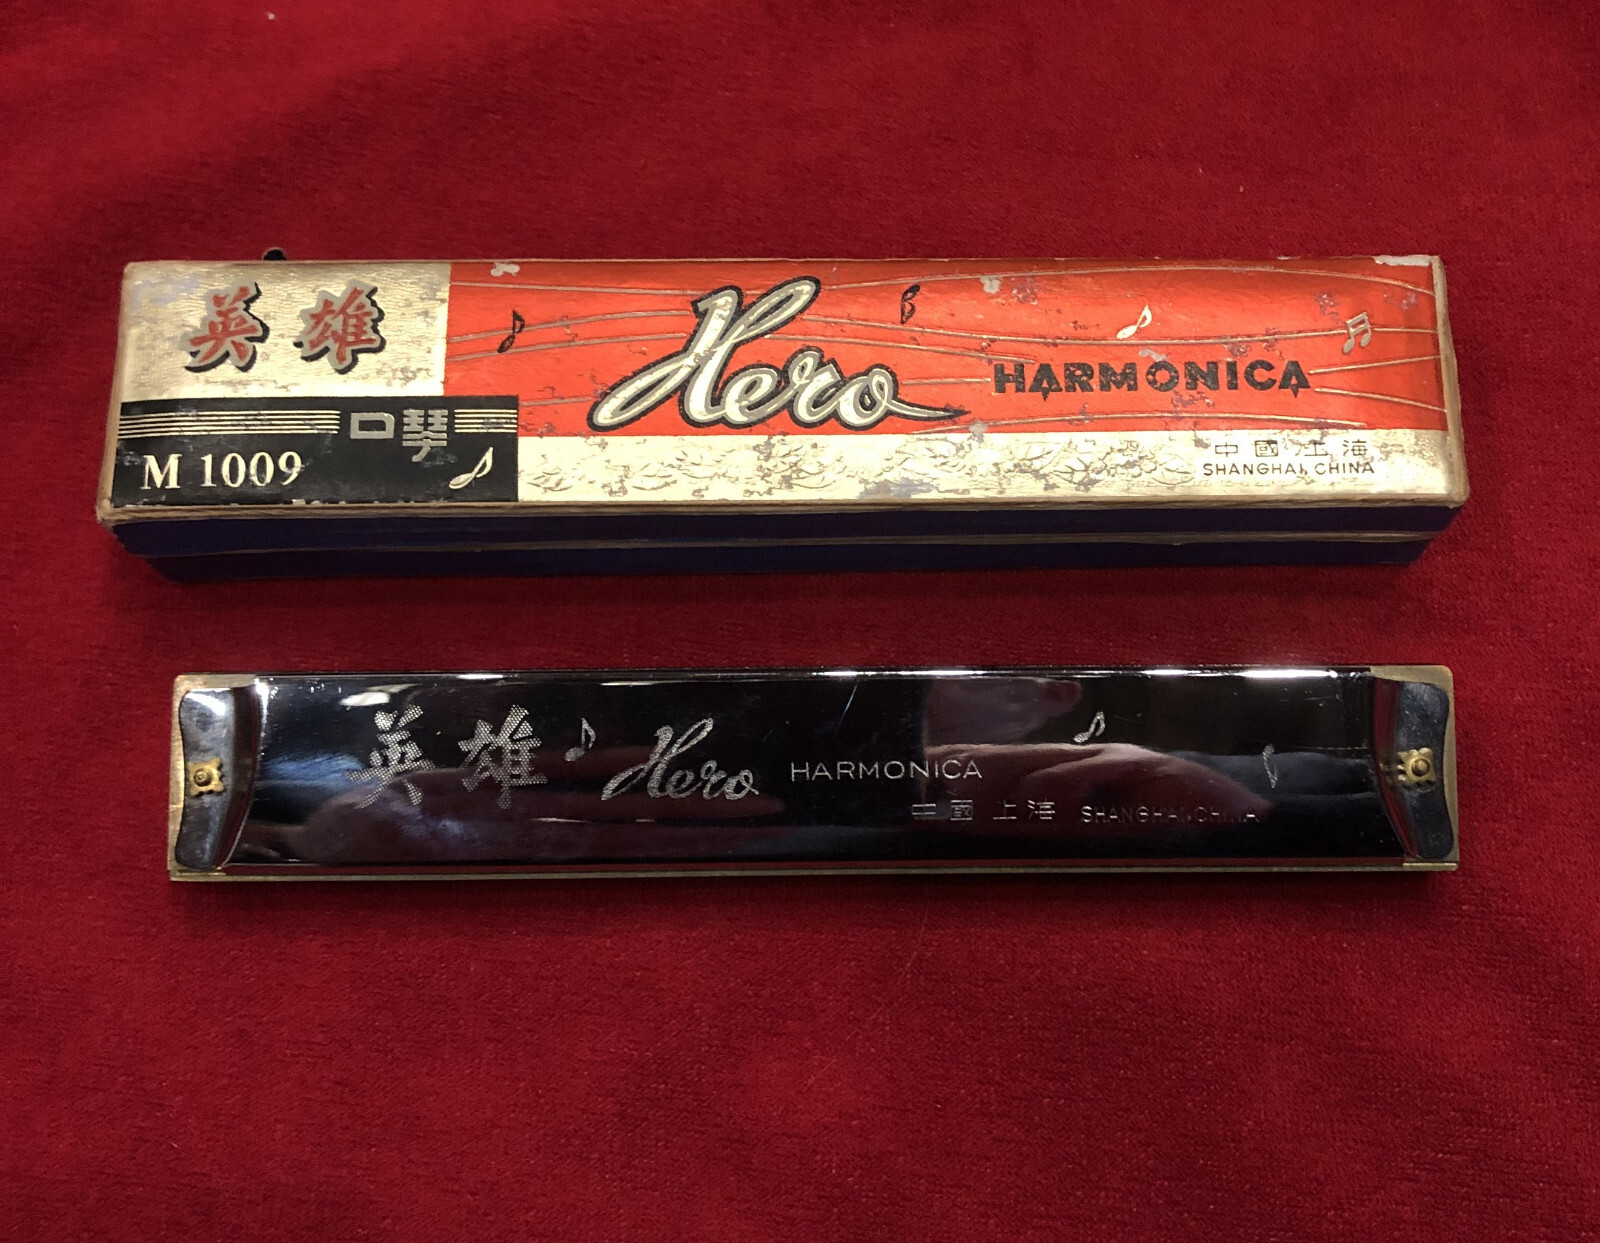 英雄
Hero
HARMONICA
口琴
M 1009
中國上海
SHANGHAI, CHINA
英雄 Hero HARMONICA
中國上海 SHANGHAI, CHINA